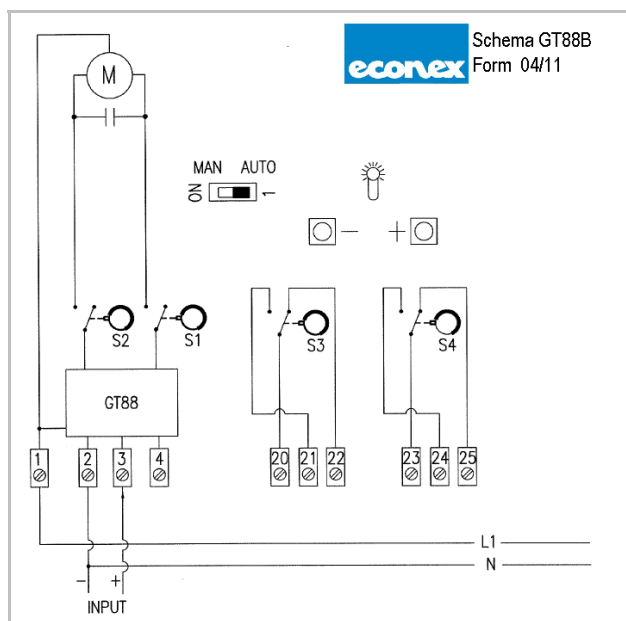 econex
Schema GT88B
Form 04/11
M
MAN AUTO
ON 1
- +
S2 S1 S3 S4
GT88
1 2 3 4 20 21 22 23 24 25
L1
N
- +
INPUT